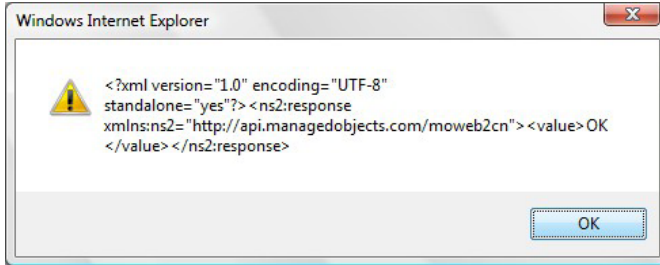 Windows Internet Explorer
<?xml version="1.0" encoding="UTF-8"
standalone="yes"?><ns2:response
xmlns:ns2="http://api.managedobjects.com/moweb2cn"><value>OK
</value></ns2:response>
OK